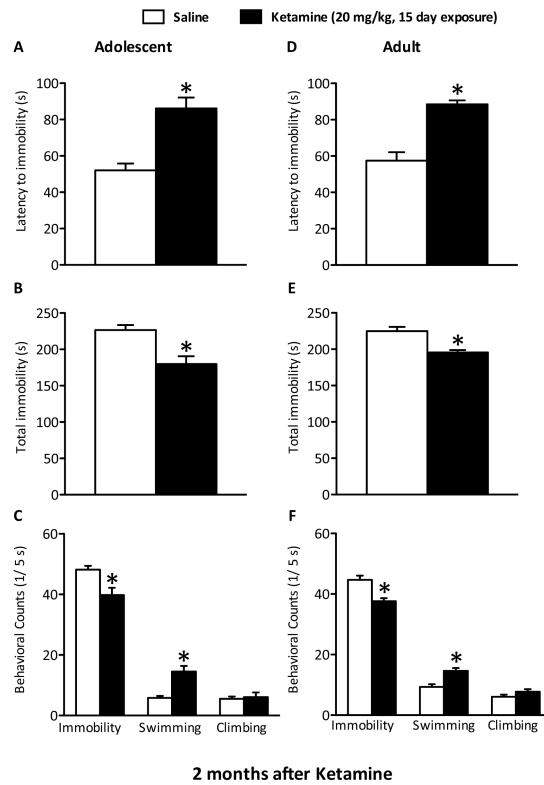 Saline
Ketamine (20 mg/kg, 15 day exposure)
A
Adolescent
D
Adult
Latency to immobility (s)
100
80
60
40
20
0
*
Latency to immobility (s)
100
80
60
40
20
0
*
B
Total immobility (s)
250
200
150
100
50
0
*
E
Total immobility (s)
250
200
150
100
50
0
*
C
Behavioral Counts (1/ 5 s)
60
40
20
0
*
*
Immobility Swimming Climbing
F
Behavioral Counts (1/ 5 s)
60
40
20
0
*
*
Immobility Swimming Climbing
2 months after Ketamine